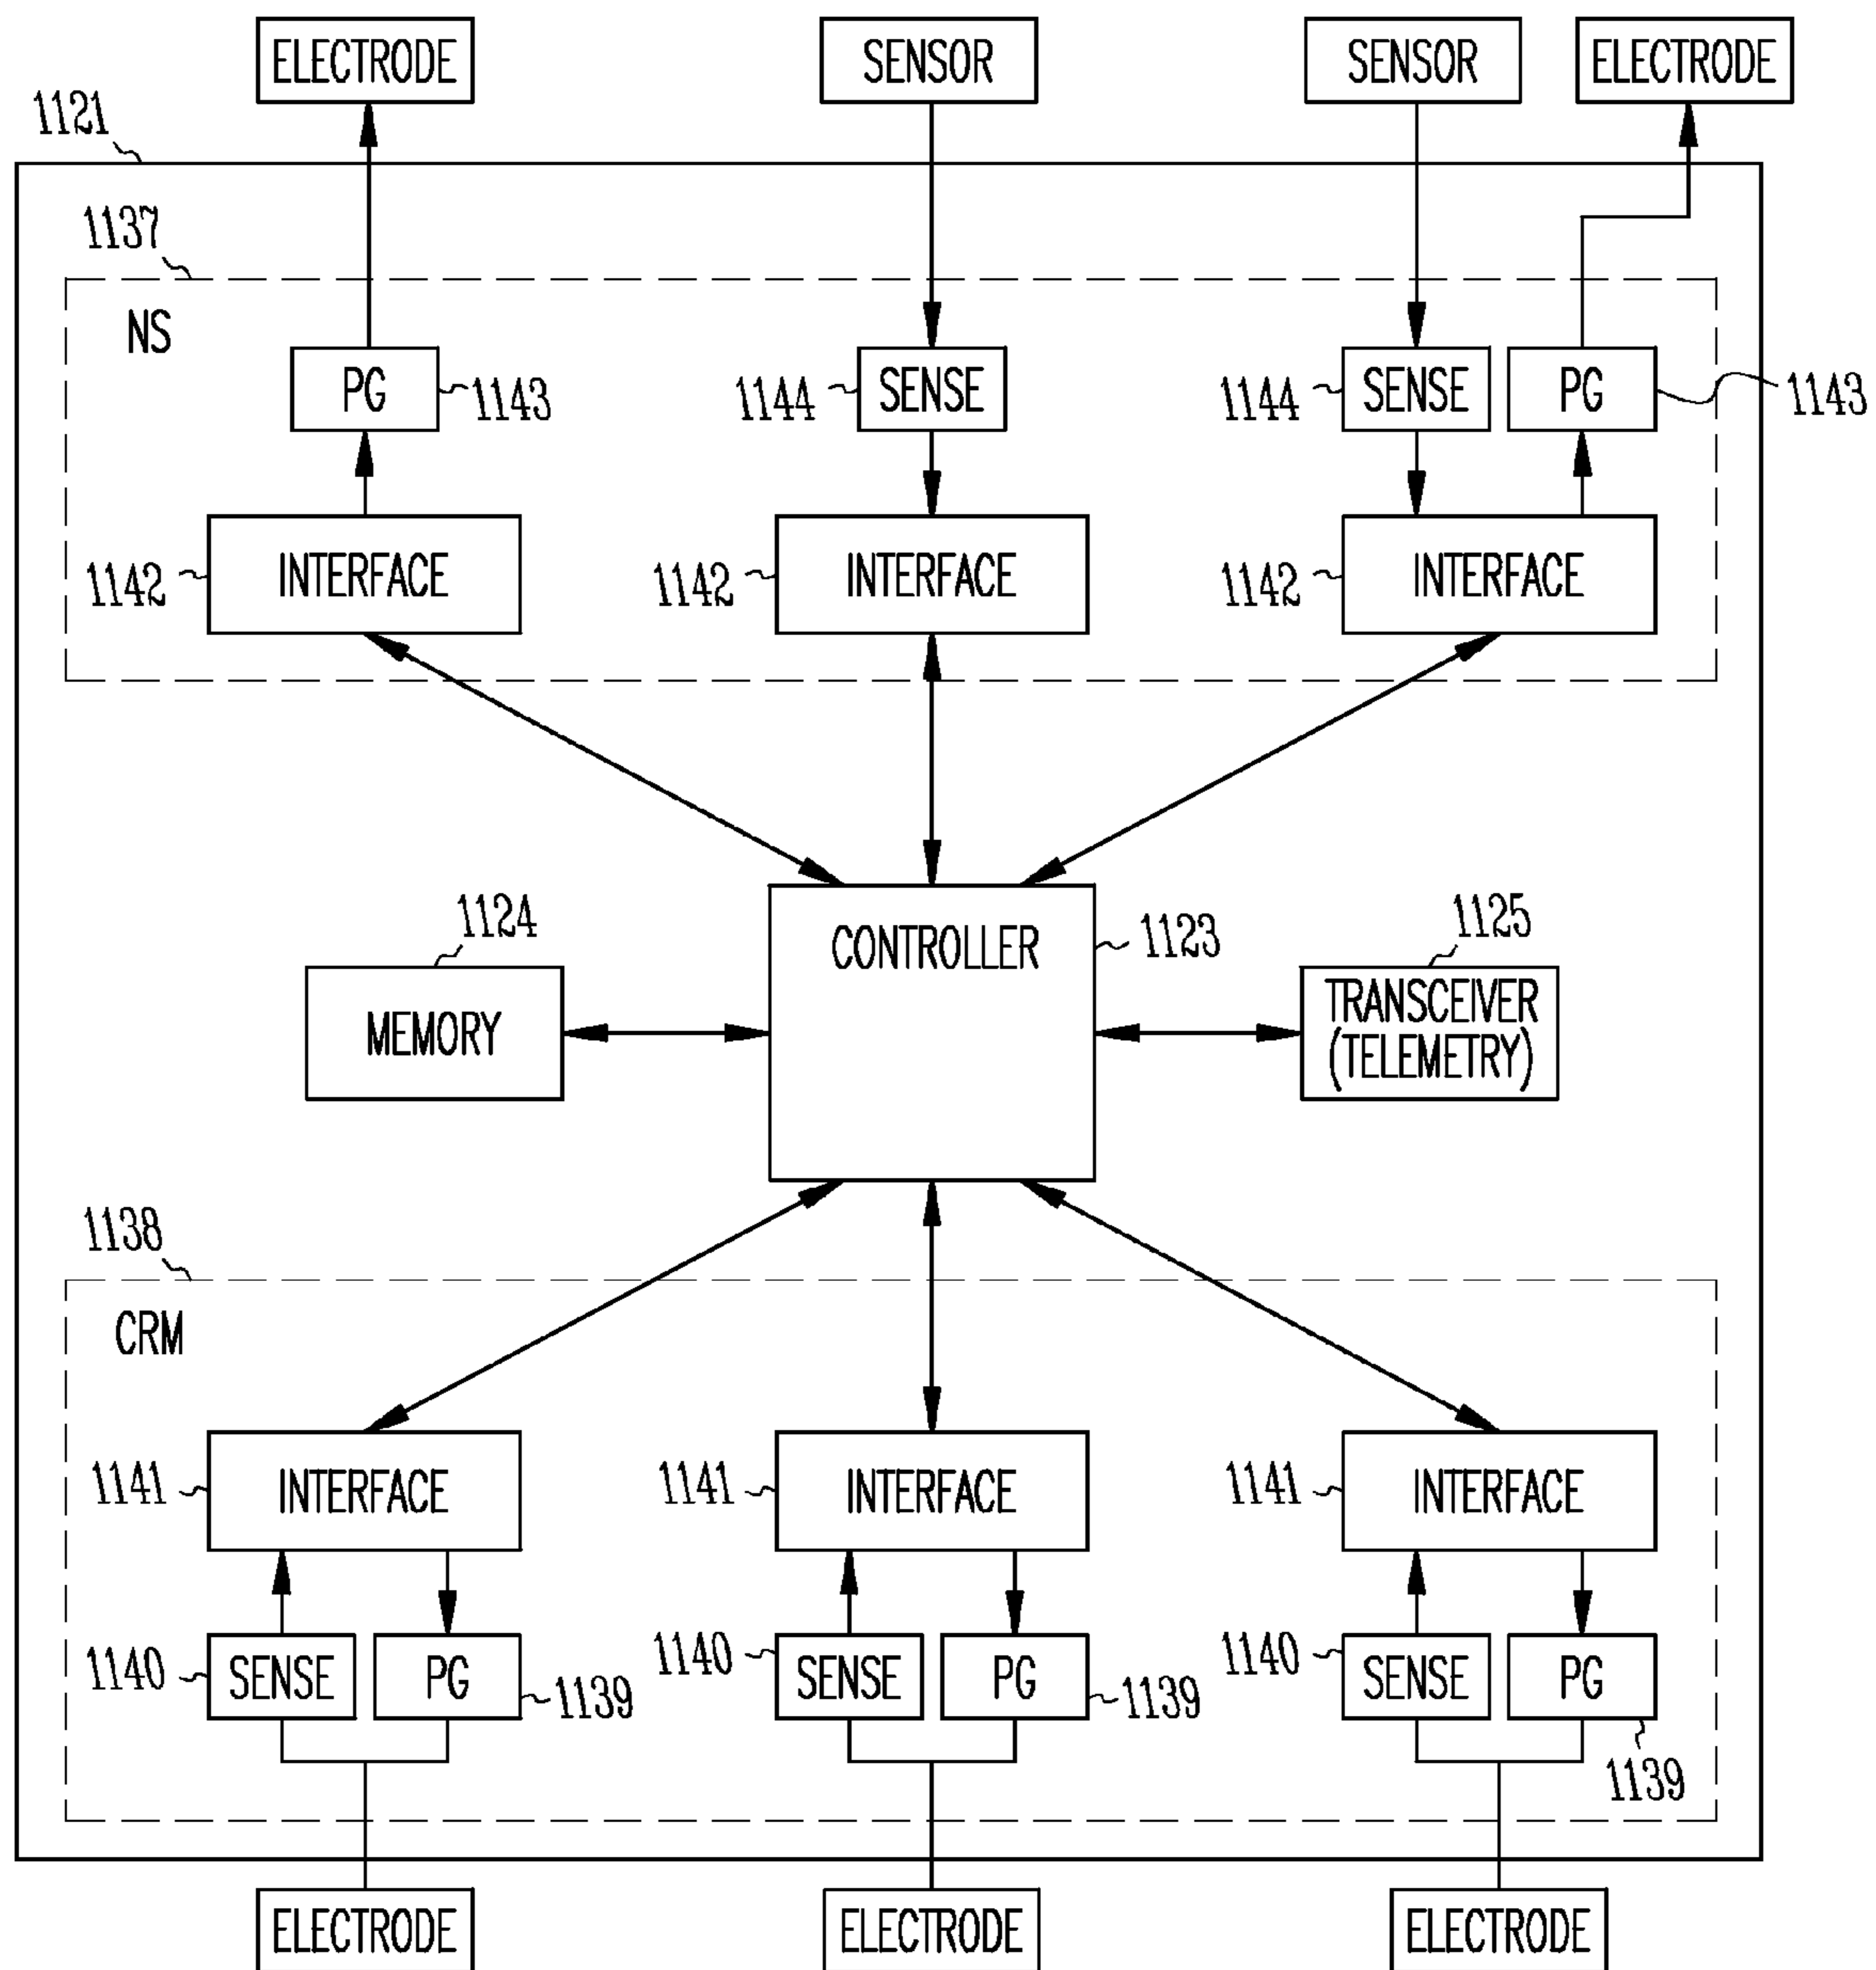 ELECTRODE
SENSOR
SENSOR
ELECTRODE
1121
1137
NS
PG
1143
1144
SENSE
1144
SENSE
PG
1143
1142
INTERFACE
1142
INTERFACE
1142
INTERFACE
1124
MEMORY
CONTROLLER
1123
1125
TRANSCEIVER
(TELEMETRY)
1138
CRM
1141
INTERFACE
1141
INTERFACE
1141
INTERFACE
1140
SENSE
PG
1139
1140
SENSE
PG
1139
1140
SENSE
PG
1139
ELECTRODE
ELECTRODE
ELECTRODE